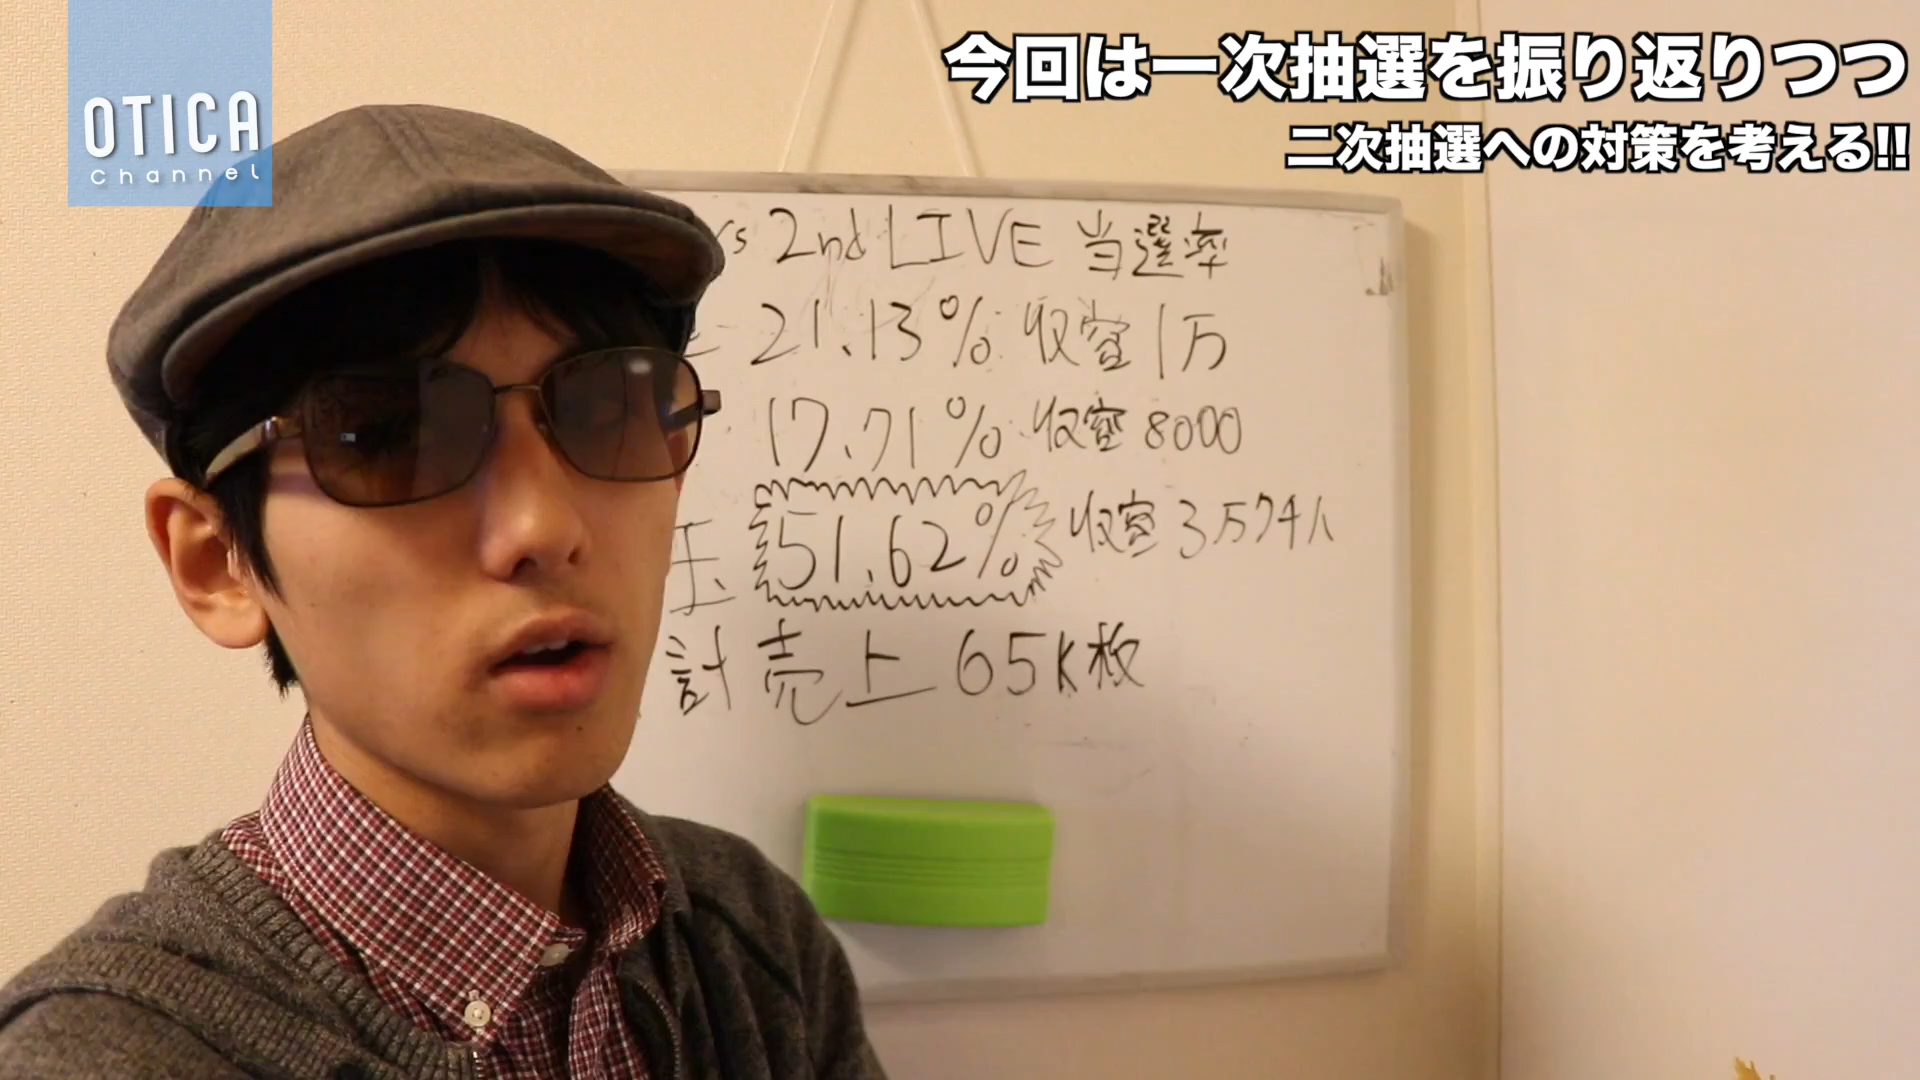 OTICA
Channel
今回は一次抽選を振り返りつつ
二次抽選への対策を考える!!
rs 2nd LIVE 当選率
21.13% 収容1万
17.71% 収容8000
玉 51.62% 収容3万7千人
計売上 65K枚